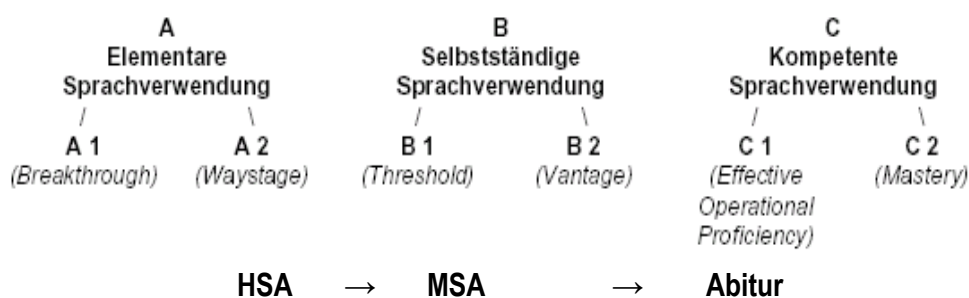 A B C
Elementare Selbstständige Kompetente
Sprachverwendung Sprachverwendung Sprachverwendung
/ \ / \ / \
A 1 A 2 B 1 B 2 C 1 C 2
(Breakthrough) (Waystage) (Threshold) (Vantage) (Effective (Mastery)
Operational
Proficiency)
HSA → MSA → Abitur